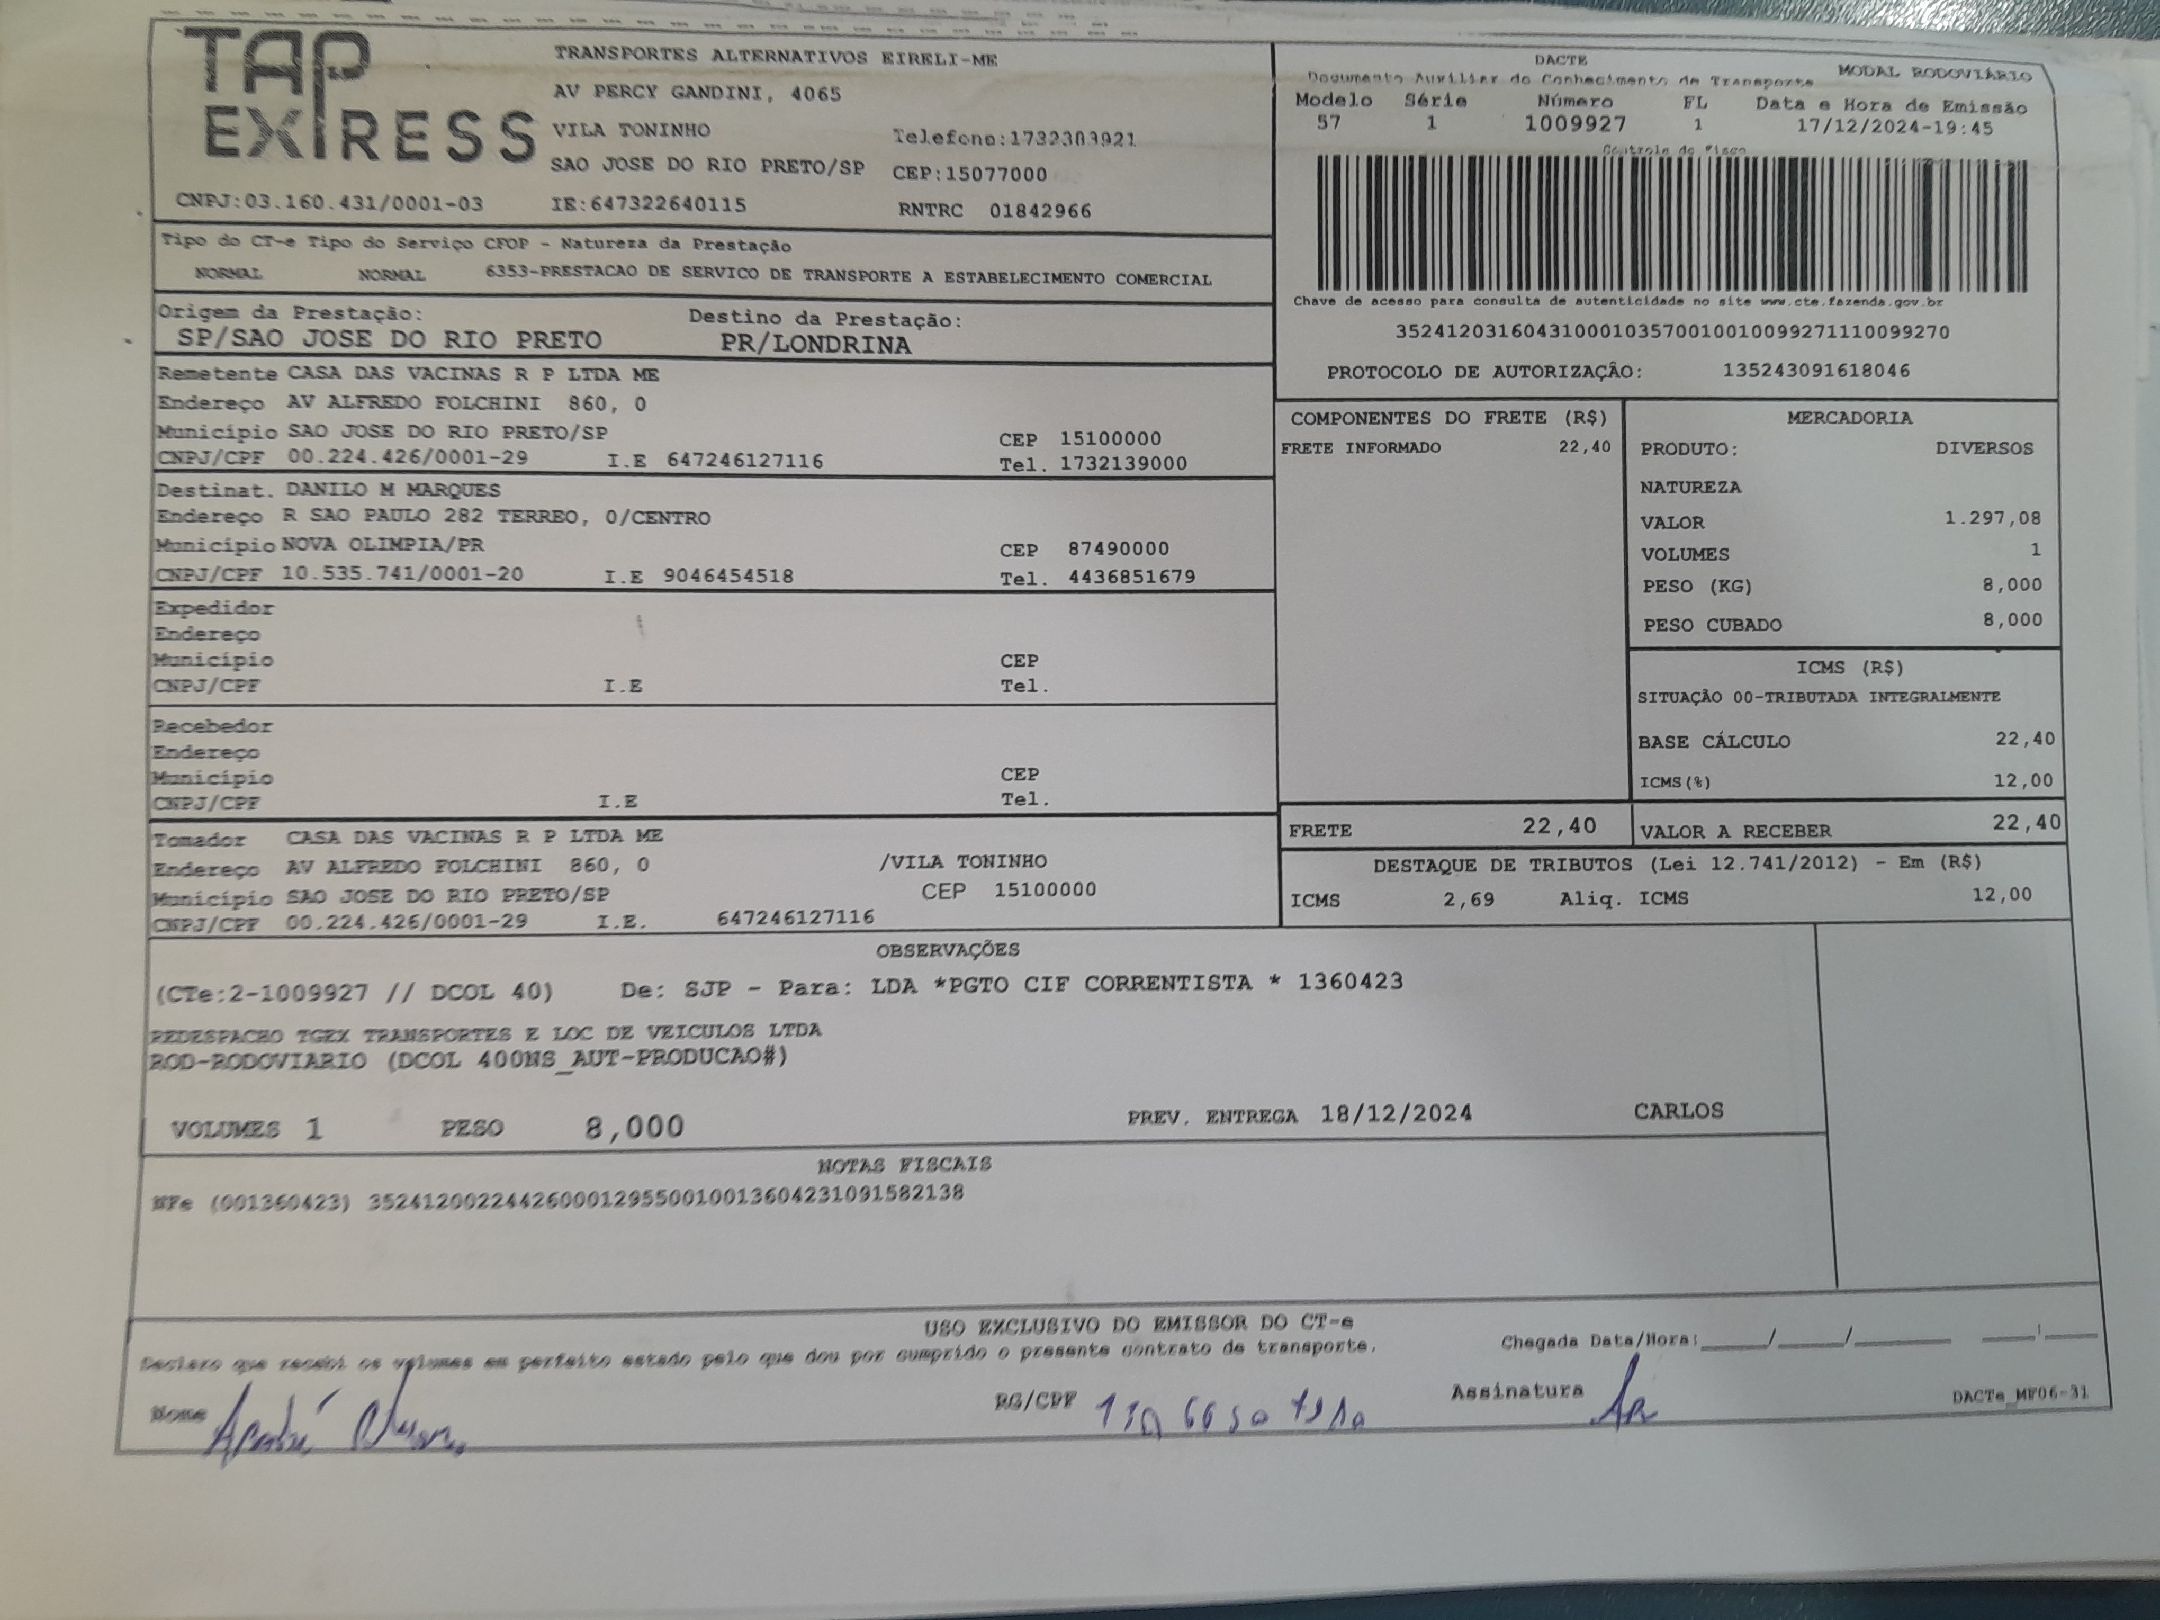 TAP EXPRESS
TRANSPORTES ALTERNATIVOS EIRELI-ME
AV PERCY GANDINI, 4065
VILA TONINHO Telefone:1732303921
SAO JOSE DO RIO PRETO/SP CEP:15077000
CNPJ:03.160.431/0001-03 IE:647322640115 RNTRC 01842966
DACTE
Documento Auxiliar do Conhecimento de Transporte MODAL RODOVIÁRIO
Modelo Série Número FL Data e Hora de Emissão
57 1 1009927 1 17/12/2024-19:45
Controle do Fisco
Chave de acesso para consulta de autenticidade no site www.cte.fazenda.gov.br
35241203160431000103570010010099271110099270
PROTOCOLO DE AUTORIZAÇÃO: 135243091618046
Tipo do CT-e Tipo do Serviço CFOP - Natureza da Prestação
NORMAL NORMAL 6353-PRESTACAO DE SERVICO DE TRANSPORTE A ESTABELECIMENTO COMERCIAL
Origem da Prestação: Destino da Prestação:
SP/SAO JOSE DO RIO PRETO PR/LONDRINA
Remetente CASA DAS VACINAS R P LTDA ME
Endereço AV ALFREDO FOLCHINI 860, 0
Município SAO JOSE DO RIO PRETO/SP CEP 15100000
CNPJ/CPF 00.224.426/0001-29 I.E 647246127116 Tel. 1732139000
Destinat. DANILO M MARQUES
Endereço R SAO PAULO 282 TERREO, 0/CENTRO
Município NOVA OLIMPIA/PR CEP 87490000
CNPJ/CPF 10.535.741/0001-20 I.E 9046454518 Tel. 4436851679
Expedidor
Endereço
Município CEP
CNPJ/CPF I.E Tel.
Recebedor
Endereço
Município CEP
CNPJ/CPF I.E Tel.
Tomador CASA DAS VACINAS R P LTDA ME
Endereço AV ALFREDO FOLCHINI 860, 0 /VILA TONINHO
Município SAO JOSE DO RIO PRETO/SP CEP 15100000
CNPJ/CPF 00.224.426/0001-29 I.E. 647246127116
COMPONENTES DO FRETE (R$)
FRETE INFORMADO 22,40
MERCADORIA
PRODUTO: DIVERSOS
NATUREZA
VALOR 1.297,08
VOLUMES 1
PESO (KG) 8,000
PESO CUBADO 8,000
ICMS (R$)
SITUAÇÃO 00-TRIBUTADA INTEGRALMENTE
BASE CÁLCULO 22,40
ICMS(%) 12,00
FRETE 22,40 VALOR A RECEBER 22,40
DESTAQUE DE TRIBUTOS (Lei 12.741/2012) - Em (R$)
ICMS 2,69 Aliq. ICMS 12,00
OBSERVAÇÕES
(CTe:2-1009927 // DCOL 40) De: SJP - Para: LDA *PGTO CIF CORRENTISTA * 1360423
REDESPACHO TGEX TRANSPORTES E LOC DE VEICULOS LTDA
ROD-RODOVIARIO (DCOL 400NS_AUT-PRODUCAO#)
VOLUMES 1 PESO 8,000 PREV. ENTREGA 18/12/2024 CARLOS
NOTAS FISCAIS
NFe (001360423) 35241200224426000129550010013604231091582138
USO EXCLUSIVO DO EMISSOR DO CT-e
Declaro que recebi os volumes em perfeito estado pelo que dou por cumprido o presente contrato de transporte. Chegada Data/Hora: / / :
Nome RG/CPF Assinatura DACTe_MF06-31